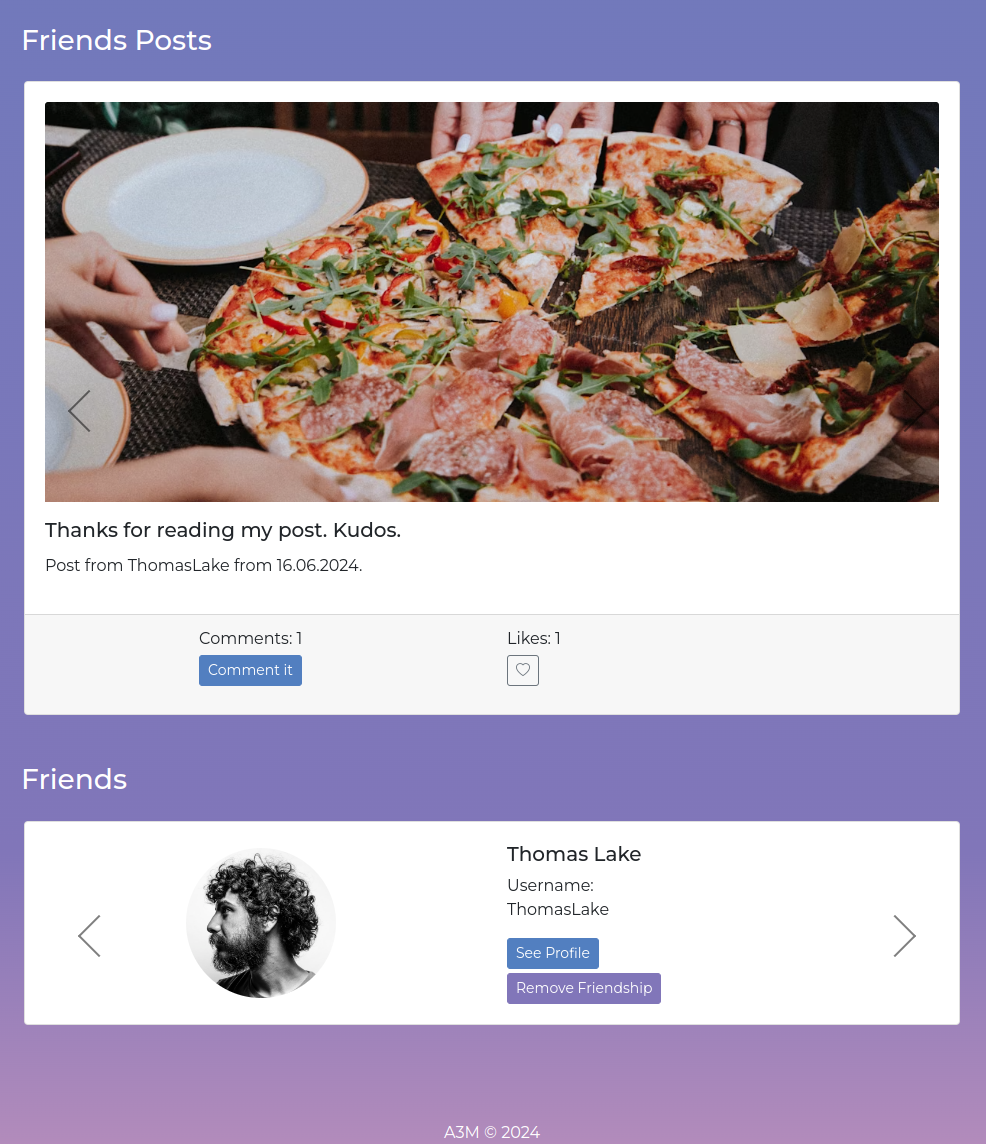 Friends Posts
Thanks for reading my post. Kudos.
Post from ThomasLake from 16.06.2024.
Comments: 1
Comment it
Likes: 1
Friends
Thomas Lake
Username:
ThomasLake
See Profile
Remove Friendship
A3M © 2024